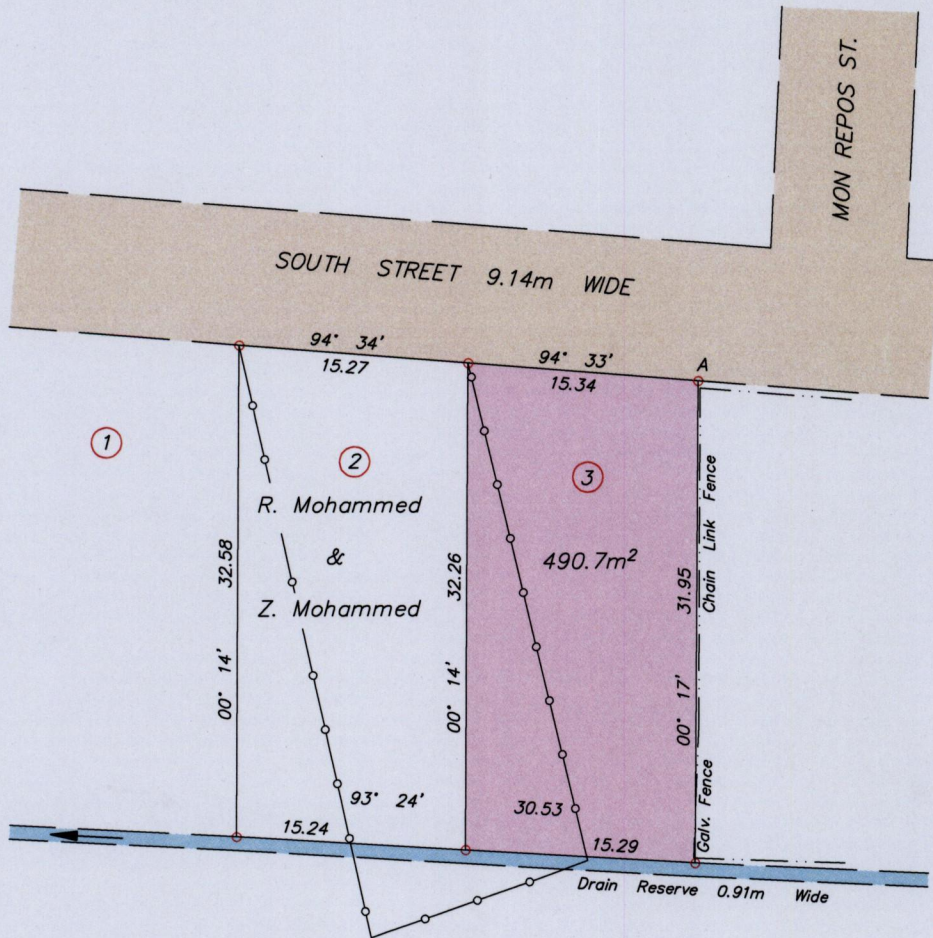 MON REPOS ST.
SOUTH STREET 9.14m WIDE
94° 34'
15.27
94° 33'
15.34
A
1
2
3
R. Mohammed
&
Z. Mohammed
490.7m²
32.58
00° 14'
32.26
00° 14'
31.95
00° 17'
Chain Link Fence
Galv. Fence
93° 24'
15.24
30.53
15.29
Drain Reserve 0.91m Wide